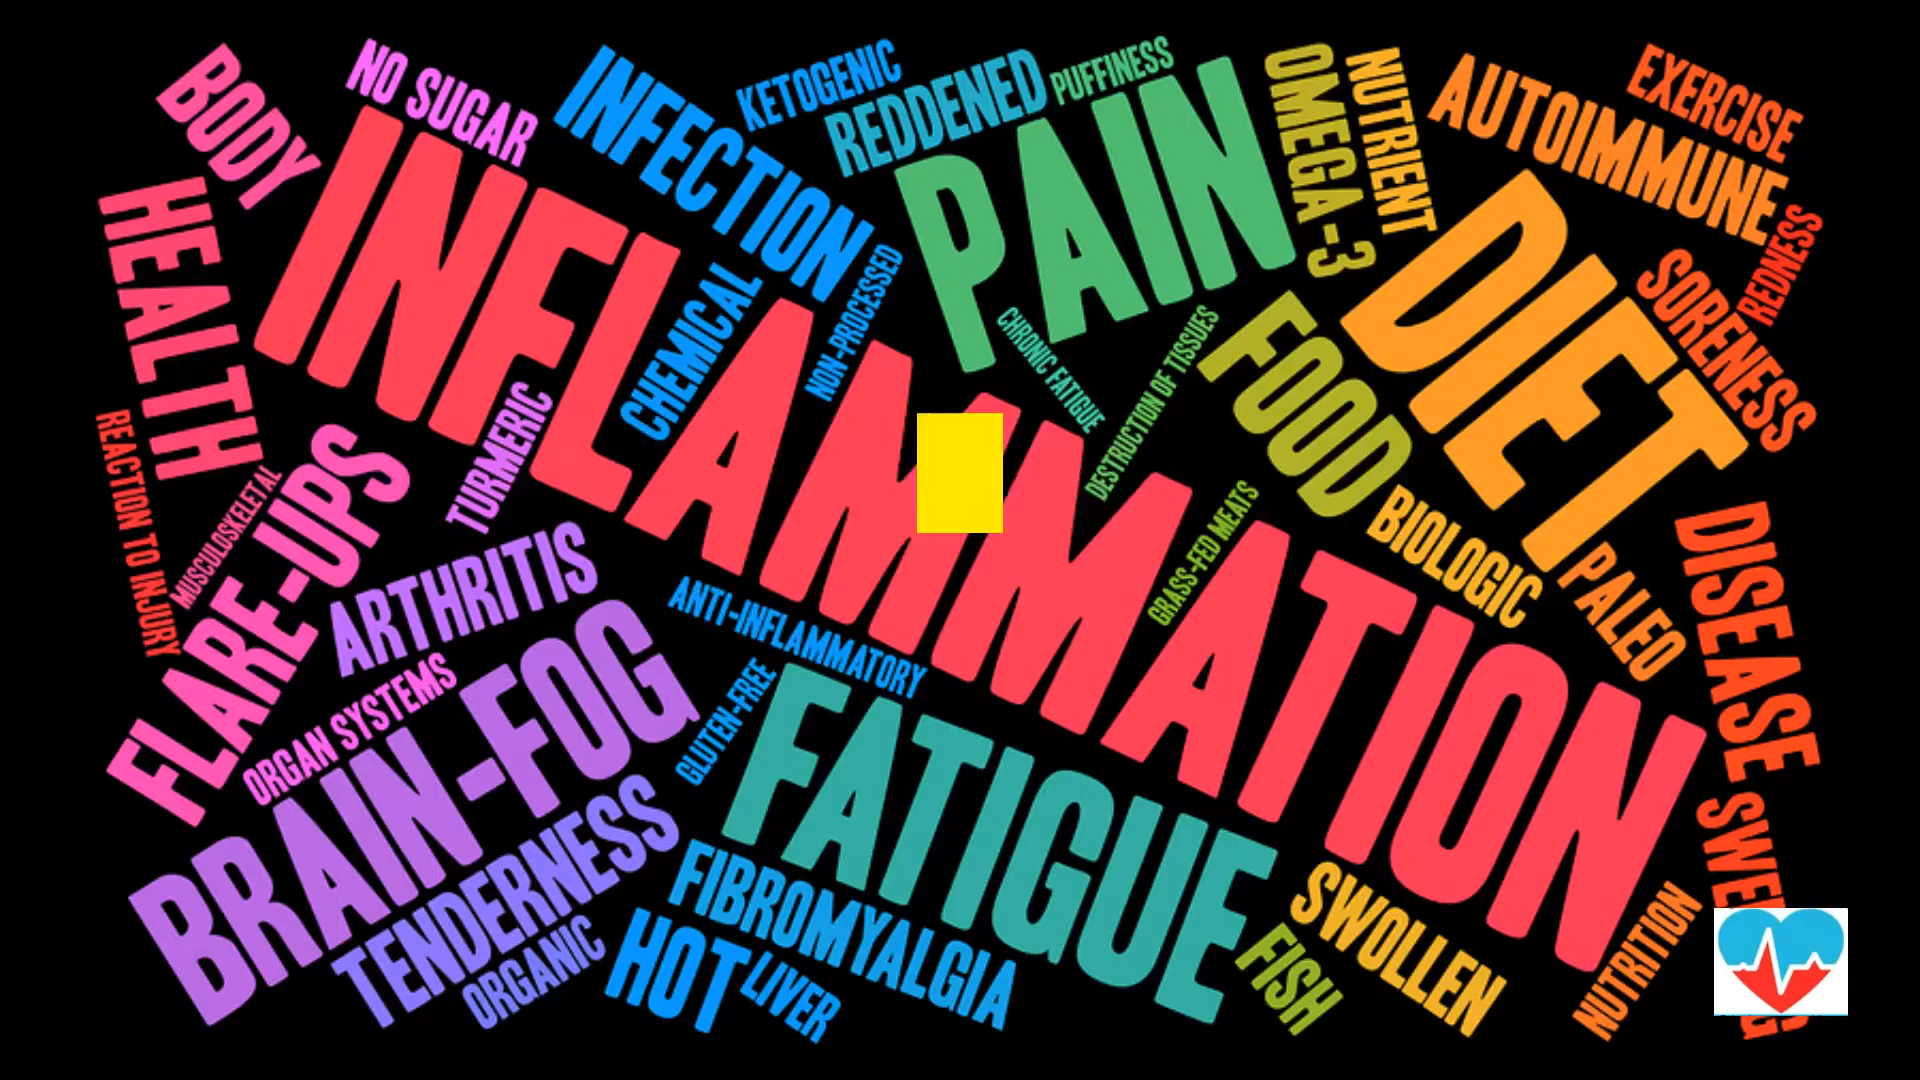 BODY
NO SUGAR
INFECTION
KETOGENIC
REDDENED
PUFFINESS
PAIN
OMEGA-3
NUTRIENT
AUTOIMMUNE
EXERCISE
HEALTH
INFLAMMATION
CHEMICAL
NON-PROCESSED
CHRONIC FATIGUE
DESTRUCTION OF TISSUES
FOOD
DIET
SORENESS
REDNESS
REACTION TO INJURY
MUSCULOSKELETAL
FLARE-UPS
TURMERIC
ARTHRITIS
ANTI-INFLAMMATORY
GRASS-FED MEATS
BIOLOGIC
PALEO
DISEASE
ORGAN SYSTEMS
BRAIN-FOG
GLUTEN-FREE
FATIGUE
TENDERNESS
ORGANIC
FIBROMYALGIA
HOT
LIVER
FISH
SWOLLEN
NUTRITION